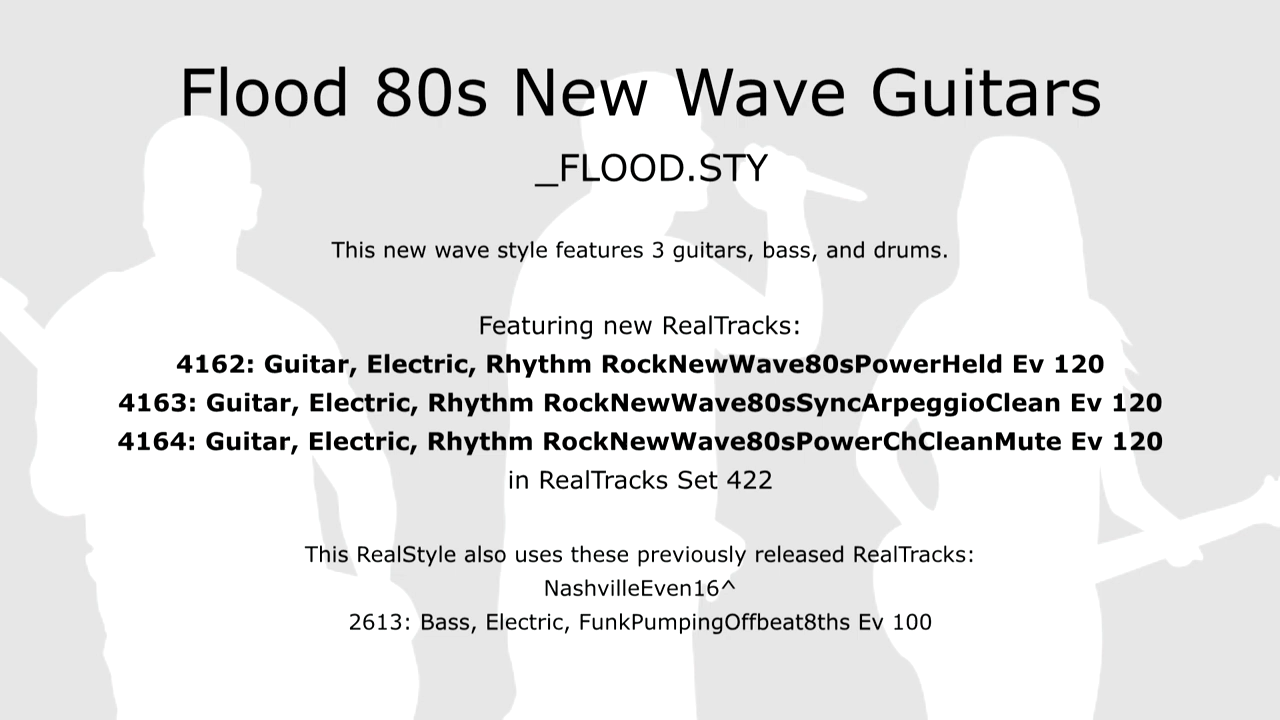 Flood 80s New Wave Guitars
_FLOOD.STY
This new wave style features 3 guitars, bass, and drums.
Featuring new RealTracks:
4162: Guitar, Electric, Rhythm RockNewWave80sPowerHeld Ev 120
4163: Guitar, Electric, Rhythm RockNewWave80sSyncArpeggioClean Ev 120
4164: Guitar, Electric, Rhythm RockNewWave80sPowerChCleanMute Ev 120
in RealTracks Set 422
This RealStyle also uses these previously released RealTracks:
NashvilleEven16^
2613: Bass, Electric, FunkPumpingOffbeat8ths Ev 100